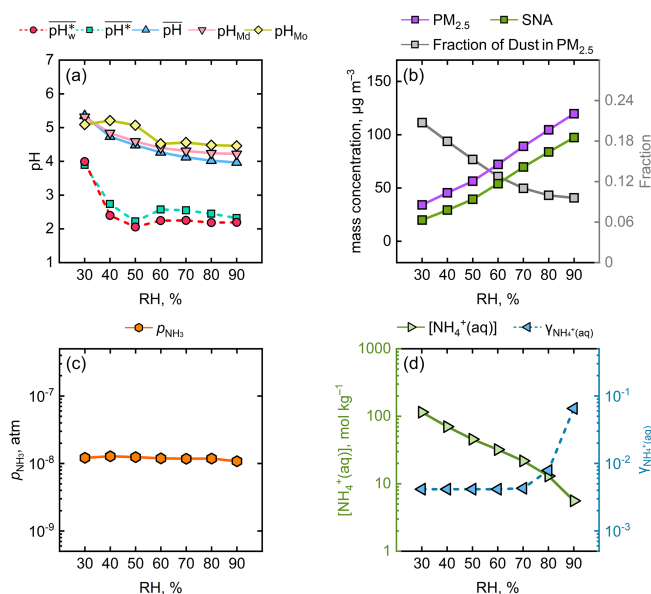 pH*w pH* pH pHMd pHMo
PM2.5 SNA
Fraction of Dust in PM2.5
(a)
pH
7
6
5
4
3
2
1
30 40 50 60 70 80 90
RH, %
(b)
mass concentration, μg m−3
150
100
50
0
Fraction
0.24
0.18
0.12
0.06
0
30 40 50 60 70 80 90
RH, %
pNH3
(c)
pNH3, atm
10−7
10−8
10−9
30 40 50 60 70 80 90
RH, %
[NH4+(aq)] γNH4+(aq)
(d)
[NH4+(aq)], mol kg−1
1000
100
10
1
γNH4+(aq)
10−1
10−2
10−3
30 40 50 60 70 80 90
RH, %